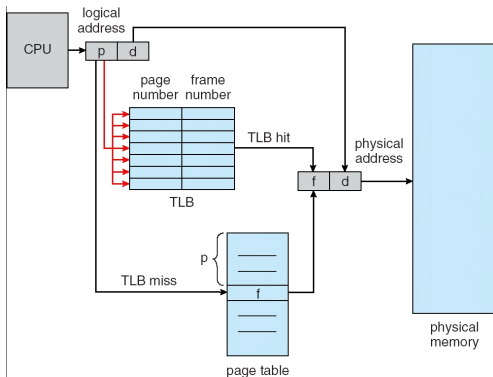 logical
address
CPU
p
d
page
number
frame
number
TLB hit
physical
address
f
d
TLB
p
TLB miss
f
page table
physical
memory